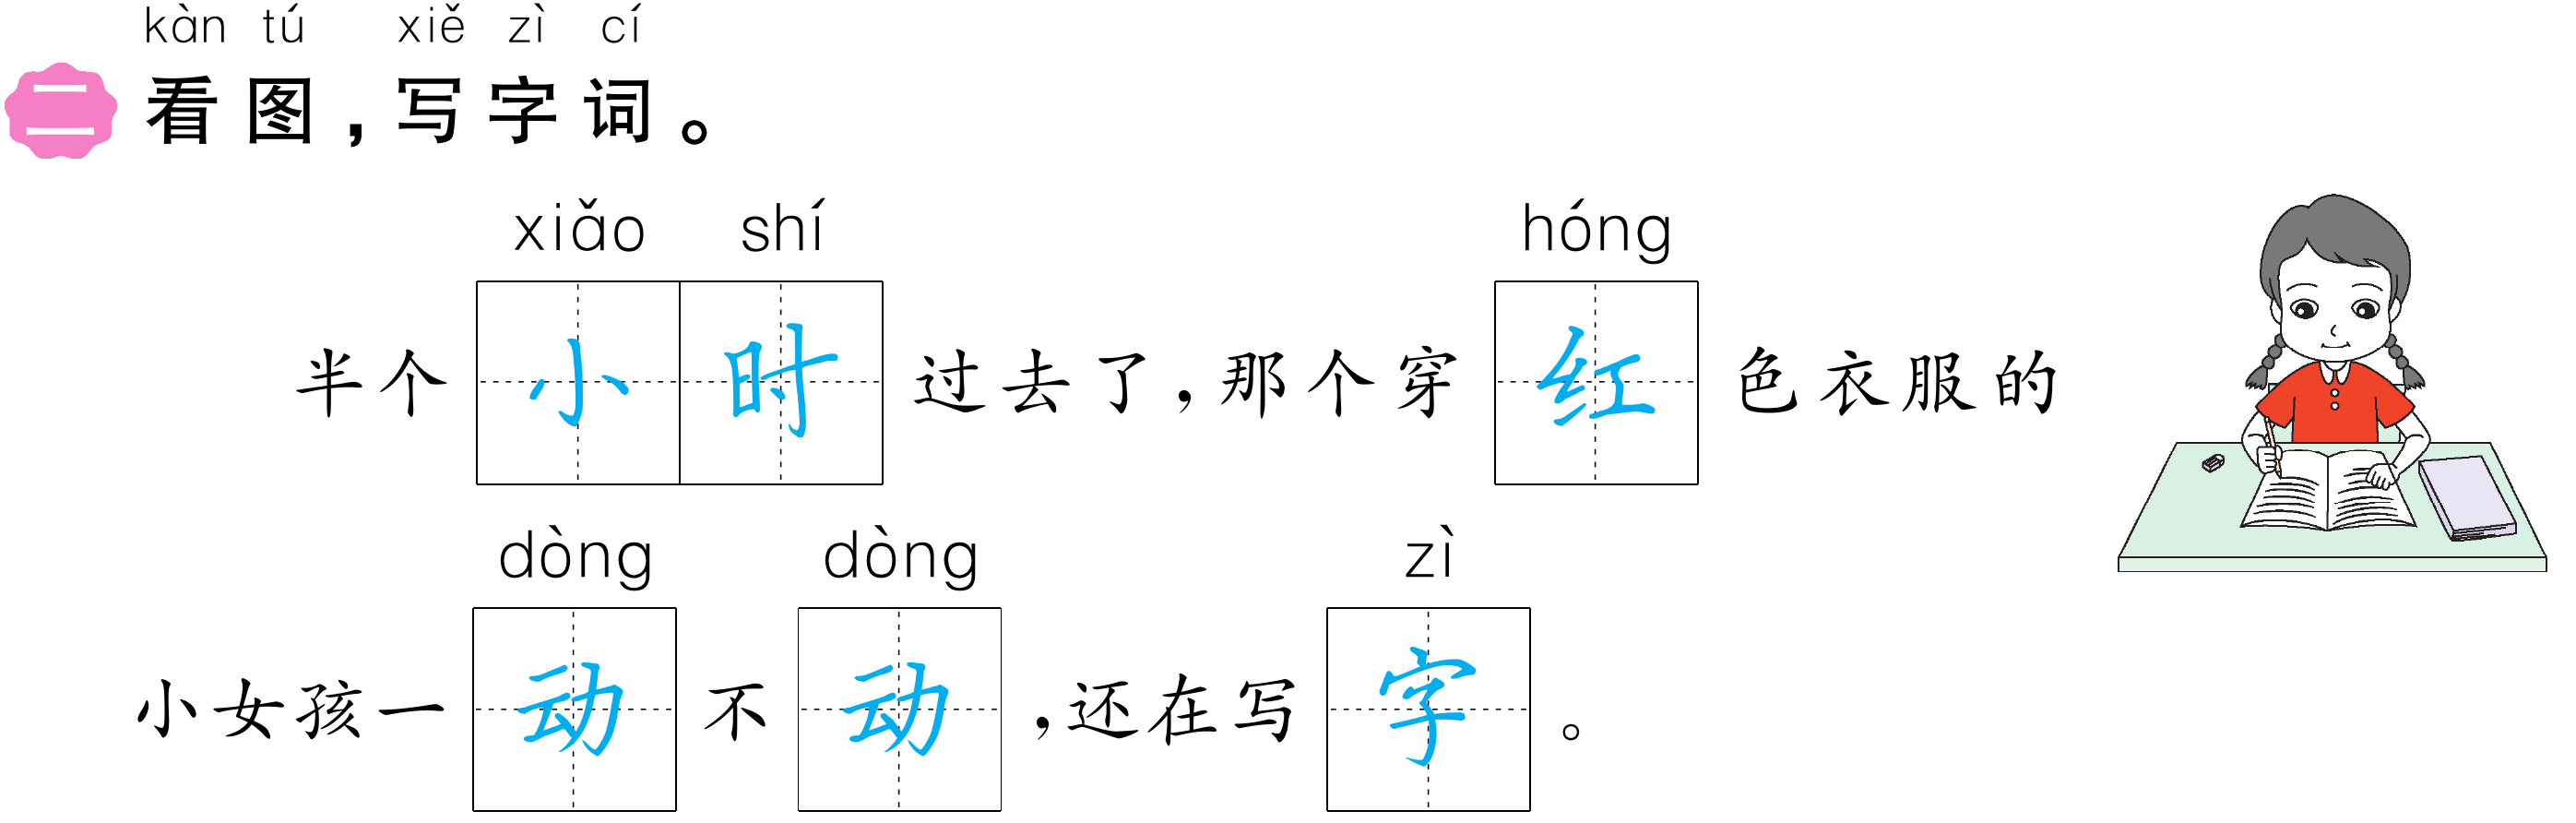 kàn tú xiě zì cí
二 看图，写字词。
xiǎo shí hóng
半个小时过去了，那个穿红色衣服的
dòng dòng zì
小女孩一动不动，还在写字。